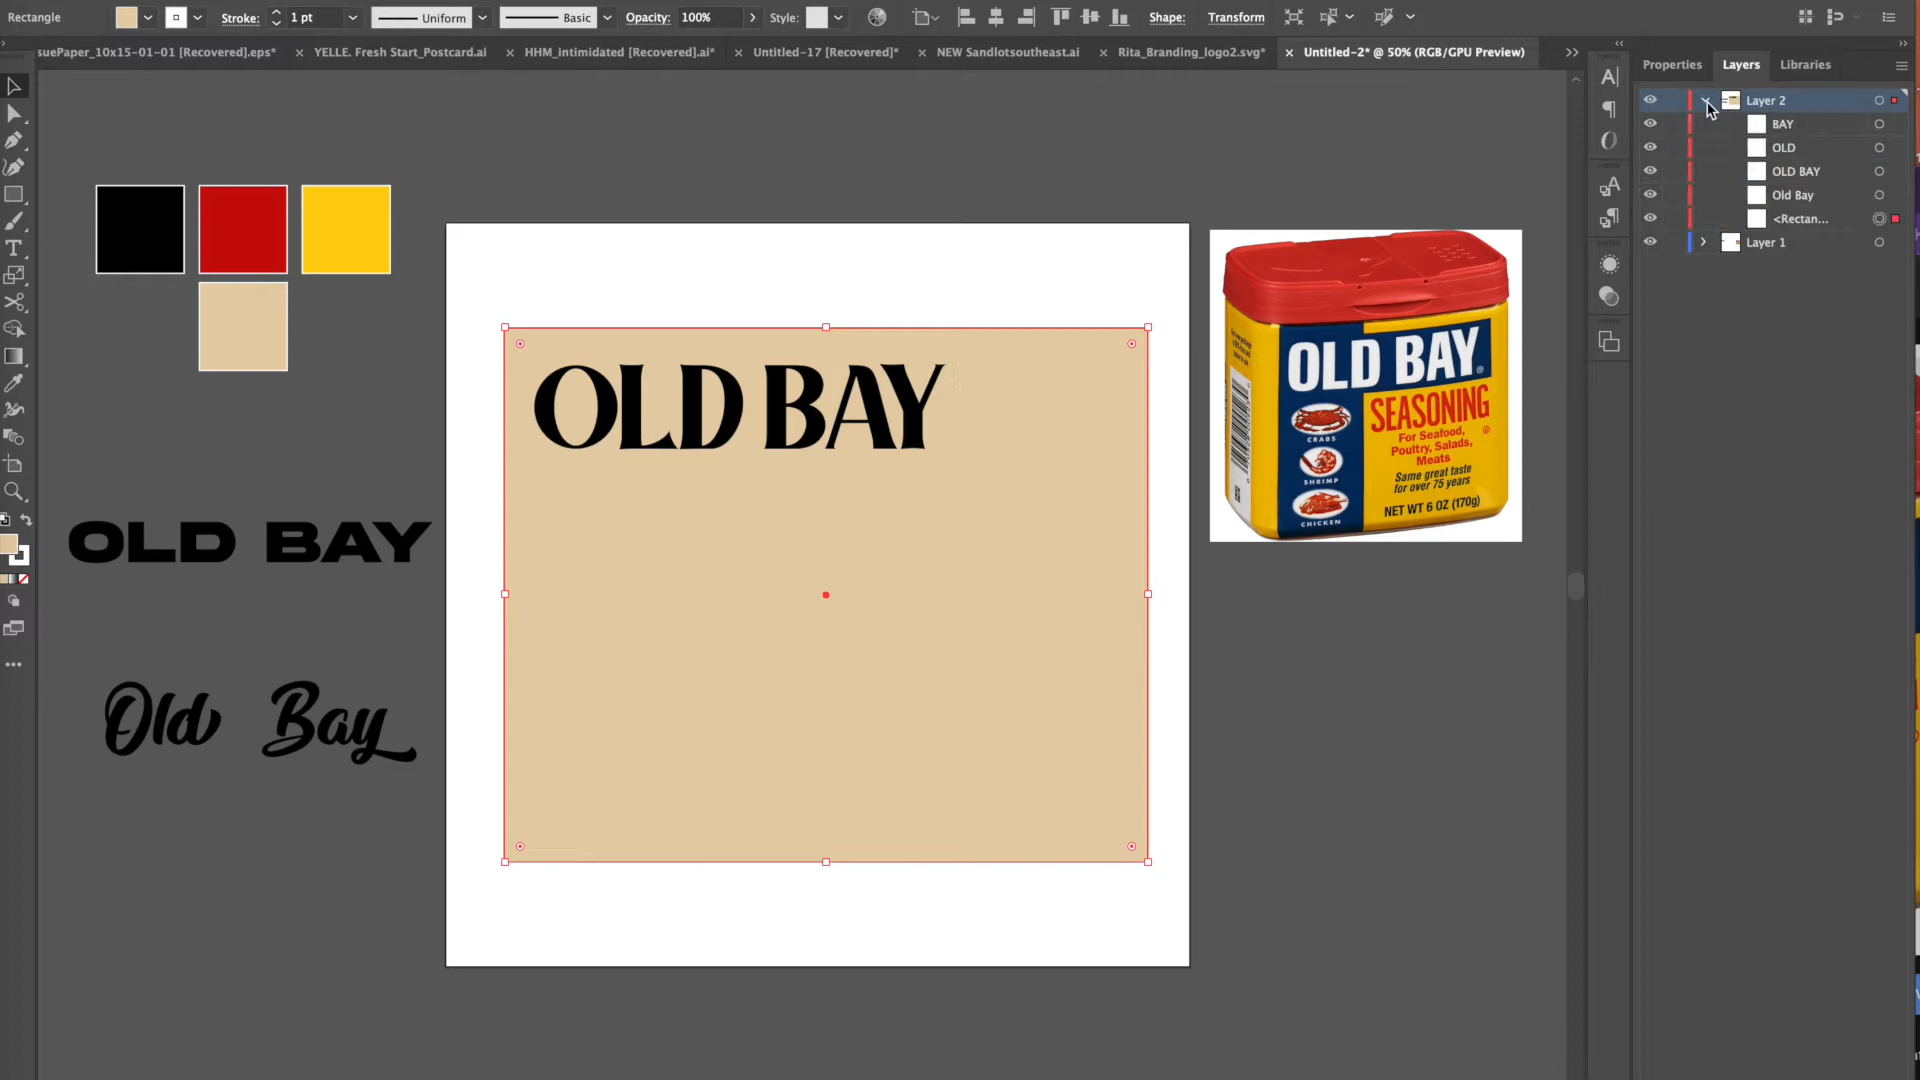 Rectangle
Stroke:
1 pt
Uniform
Basic
Opacity:
100%
Style:
Shape:
Transform
suePaper_10x15-01-01 [Recovered].eps*
YELLE. Fresh Start_Postcard.ai
HHM_intimidated [Recovered].ai*
Untitled-17 [Recovered]*
NEW Sandlotsoutheast.ai
Rita_Branding_logo2.svg*
Untitled-2* @ 50% (RGB/GPU Preview)
Properties
Layers
Libraries
Layer 2
BAY
OLD
OLD BAY
Old Bay
<Rectan...
Layer 1
OLD BAY
OLD BAY
Old Bay
OLD BAY®
SEASONING
For Seafood,
Poultry, Salads,
Meats
Same great taste
for over 75 years
NET WT 6 OZ (170g)
CRABS
SHRIMP
CHICKEN